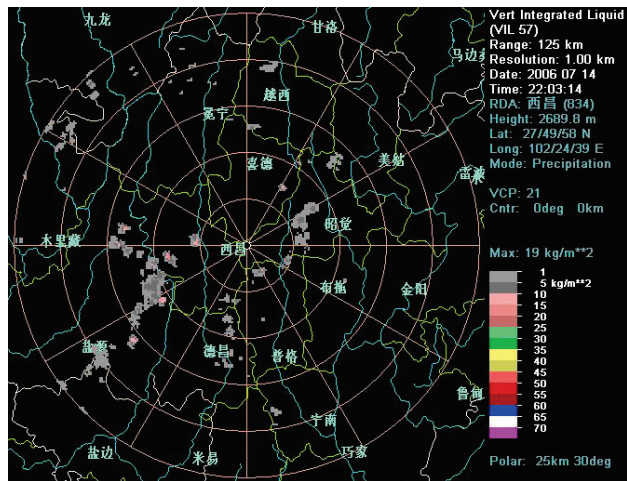 九龙
甘洛
马边
越西
冕宁
喜德
美姑
雷波
木里藏
昭觉
西昌
布拖
金阳
盐源
德昌
普格
鲁甸
宁南
盐边
米易
巧家
Vert Integrated Liquid
(VIL 57)
Range: 125 km
Resolution: 1.00 km
Date: 2006 07 14
Time: 22:03:14
RDA: 西昌 (834)
Height: 2689.8 m
Lat: 27/49/58 N
Long: 102/24/39 E
Mode: Precipitation
VCP: 21
Cntr: 0deg 0km
Max: 19 kg/m**2
1
5 kg/m**2
10
15
20
25
30
35
40
45
50
55
60
65
70
Polar: 25km 30deg